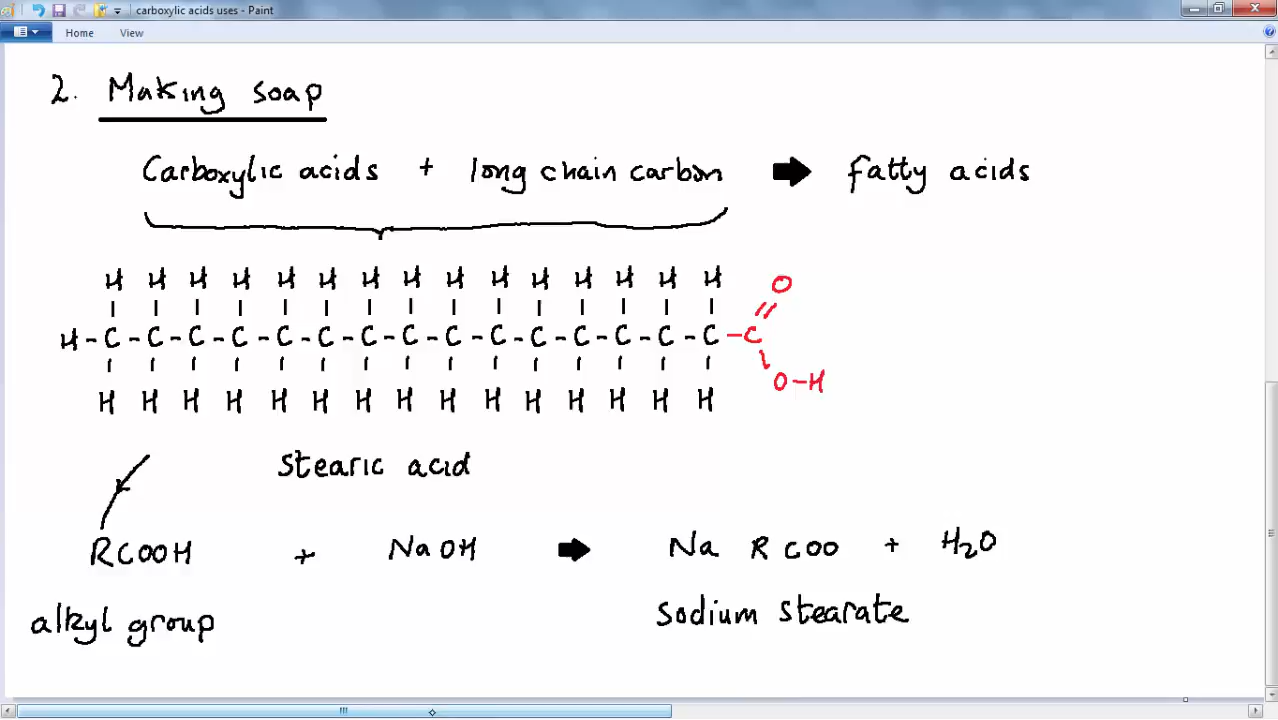 carboxylic acids uses - Paint
Home View
2. Making soap
Carboxylic acids + long chain carbon ➡ fatty acids
H H H H H H H H H H H H H H H O
H-C-C-C-C-C-C-C-C-C-C-C-C-C-C-C-C
H H H H H H H H H H H H H H H O-H
Stearic acid
RCOOH + NaOH ➡ Na RCOO + H2O
alkyl group sodium stearate